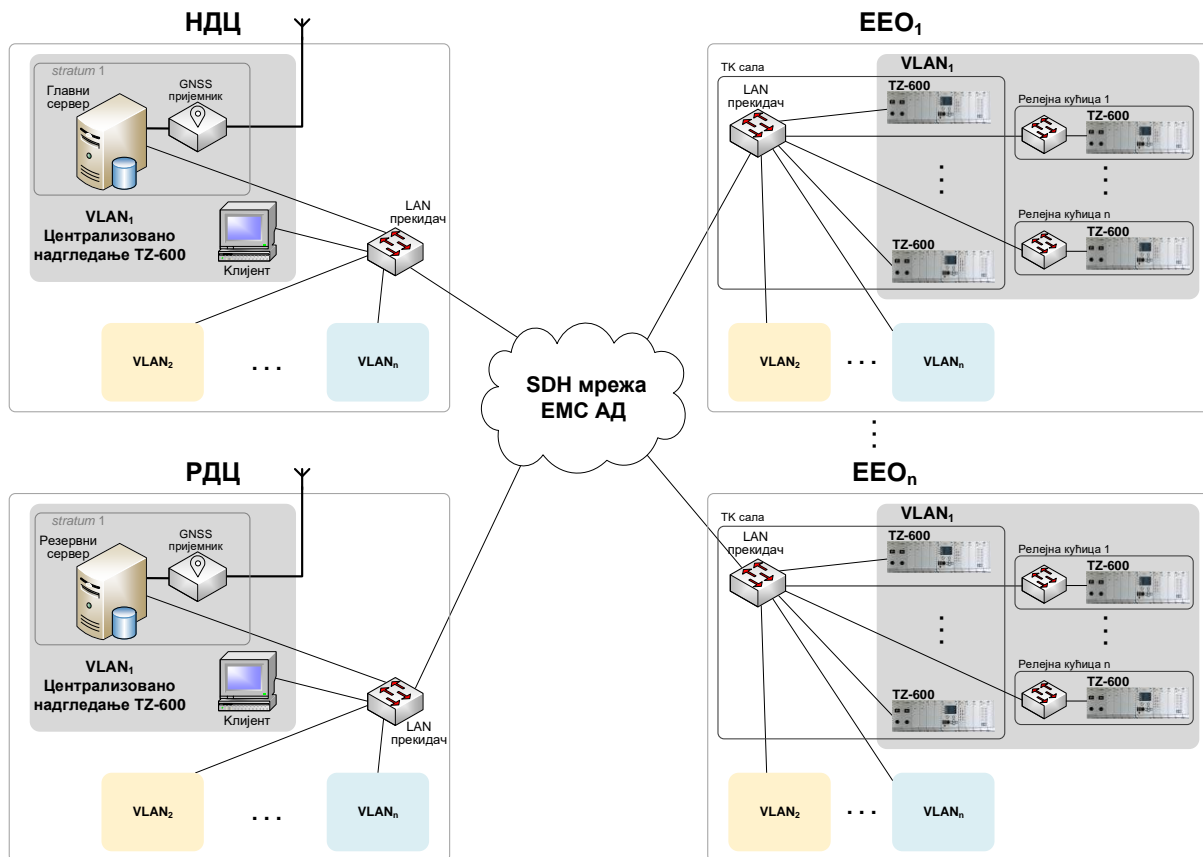 НДЦ
stratum 1
Главни
сервер
GNSS
пријемник
VLAN₁
Централизовано
надгледање TZ-600
Клијент
LAN
прекидач
VLAN₂
. . .
VLANₙ
EEO₁
ТК сала
LAN
прекидач
VLAN₁
TZ-600
Релејна кућица 1
TZ-600
Релејна кућица n
TZ-600
TZ-600
VLAN₂
. . .
VLANₙ
SDH мрежа
ЕМС АД
РДЦ
stratum 1
Резервни
сервер
GNSS
пријемник
VLAN₁
Централизовано
надгледање TZ-600
Клијент
LAN
прекидач
VLAN₂
. . .
VLANₙ
EEOₙ
ТК сала
LAN
прекидач
VLAN₁
TZ-600
Релејна кућица 1
TZ-600
Релејна кућица n
TZ-600
TZ-600
VLAN₂
. . .
VLANₙ